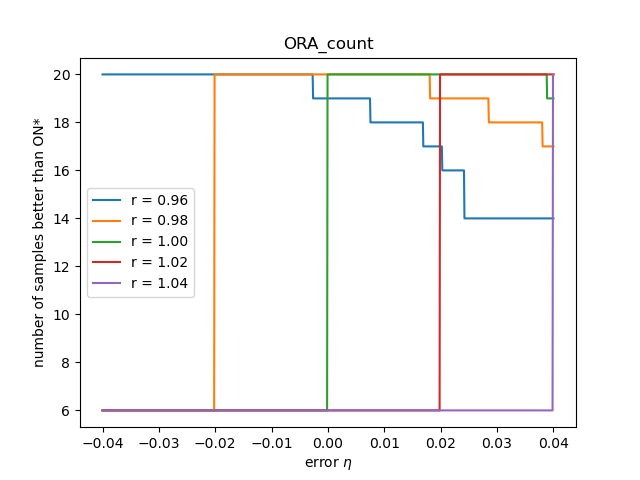 ORA_count
number of samples better than ON*
20
18
16
14
12
10
8
6
r = 0.96
r = 0.98
r = 1.00
r = 1.02
r = 1.04
−0.04 −0.03 −0.02 −0.01 0.00 0.01 0.02 0.03 0.04
error η